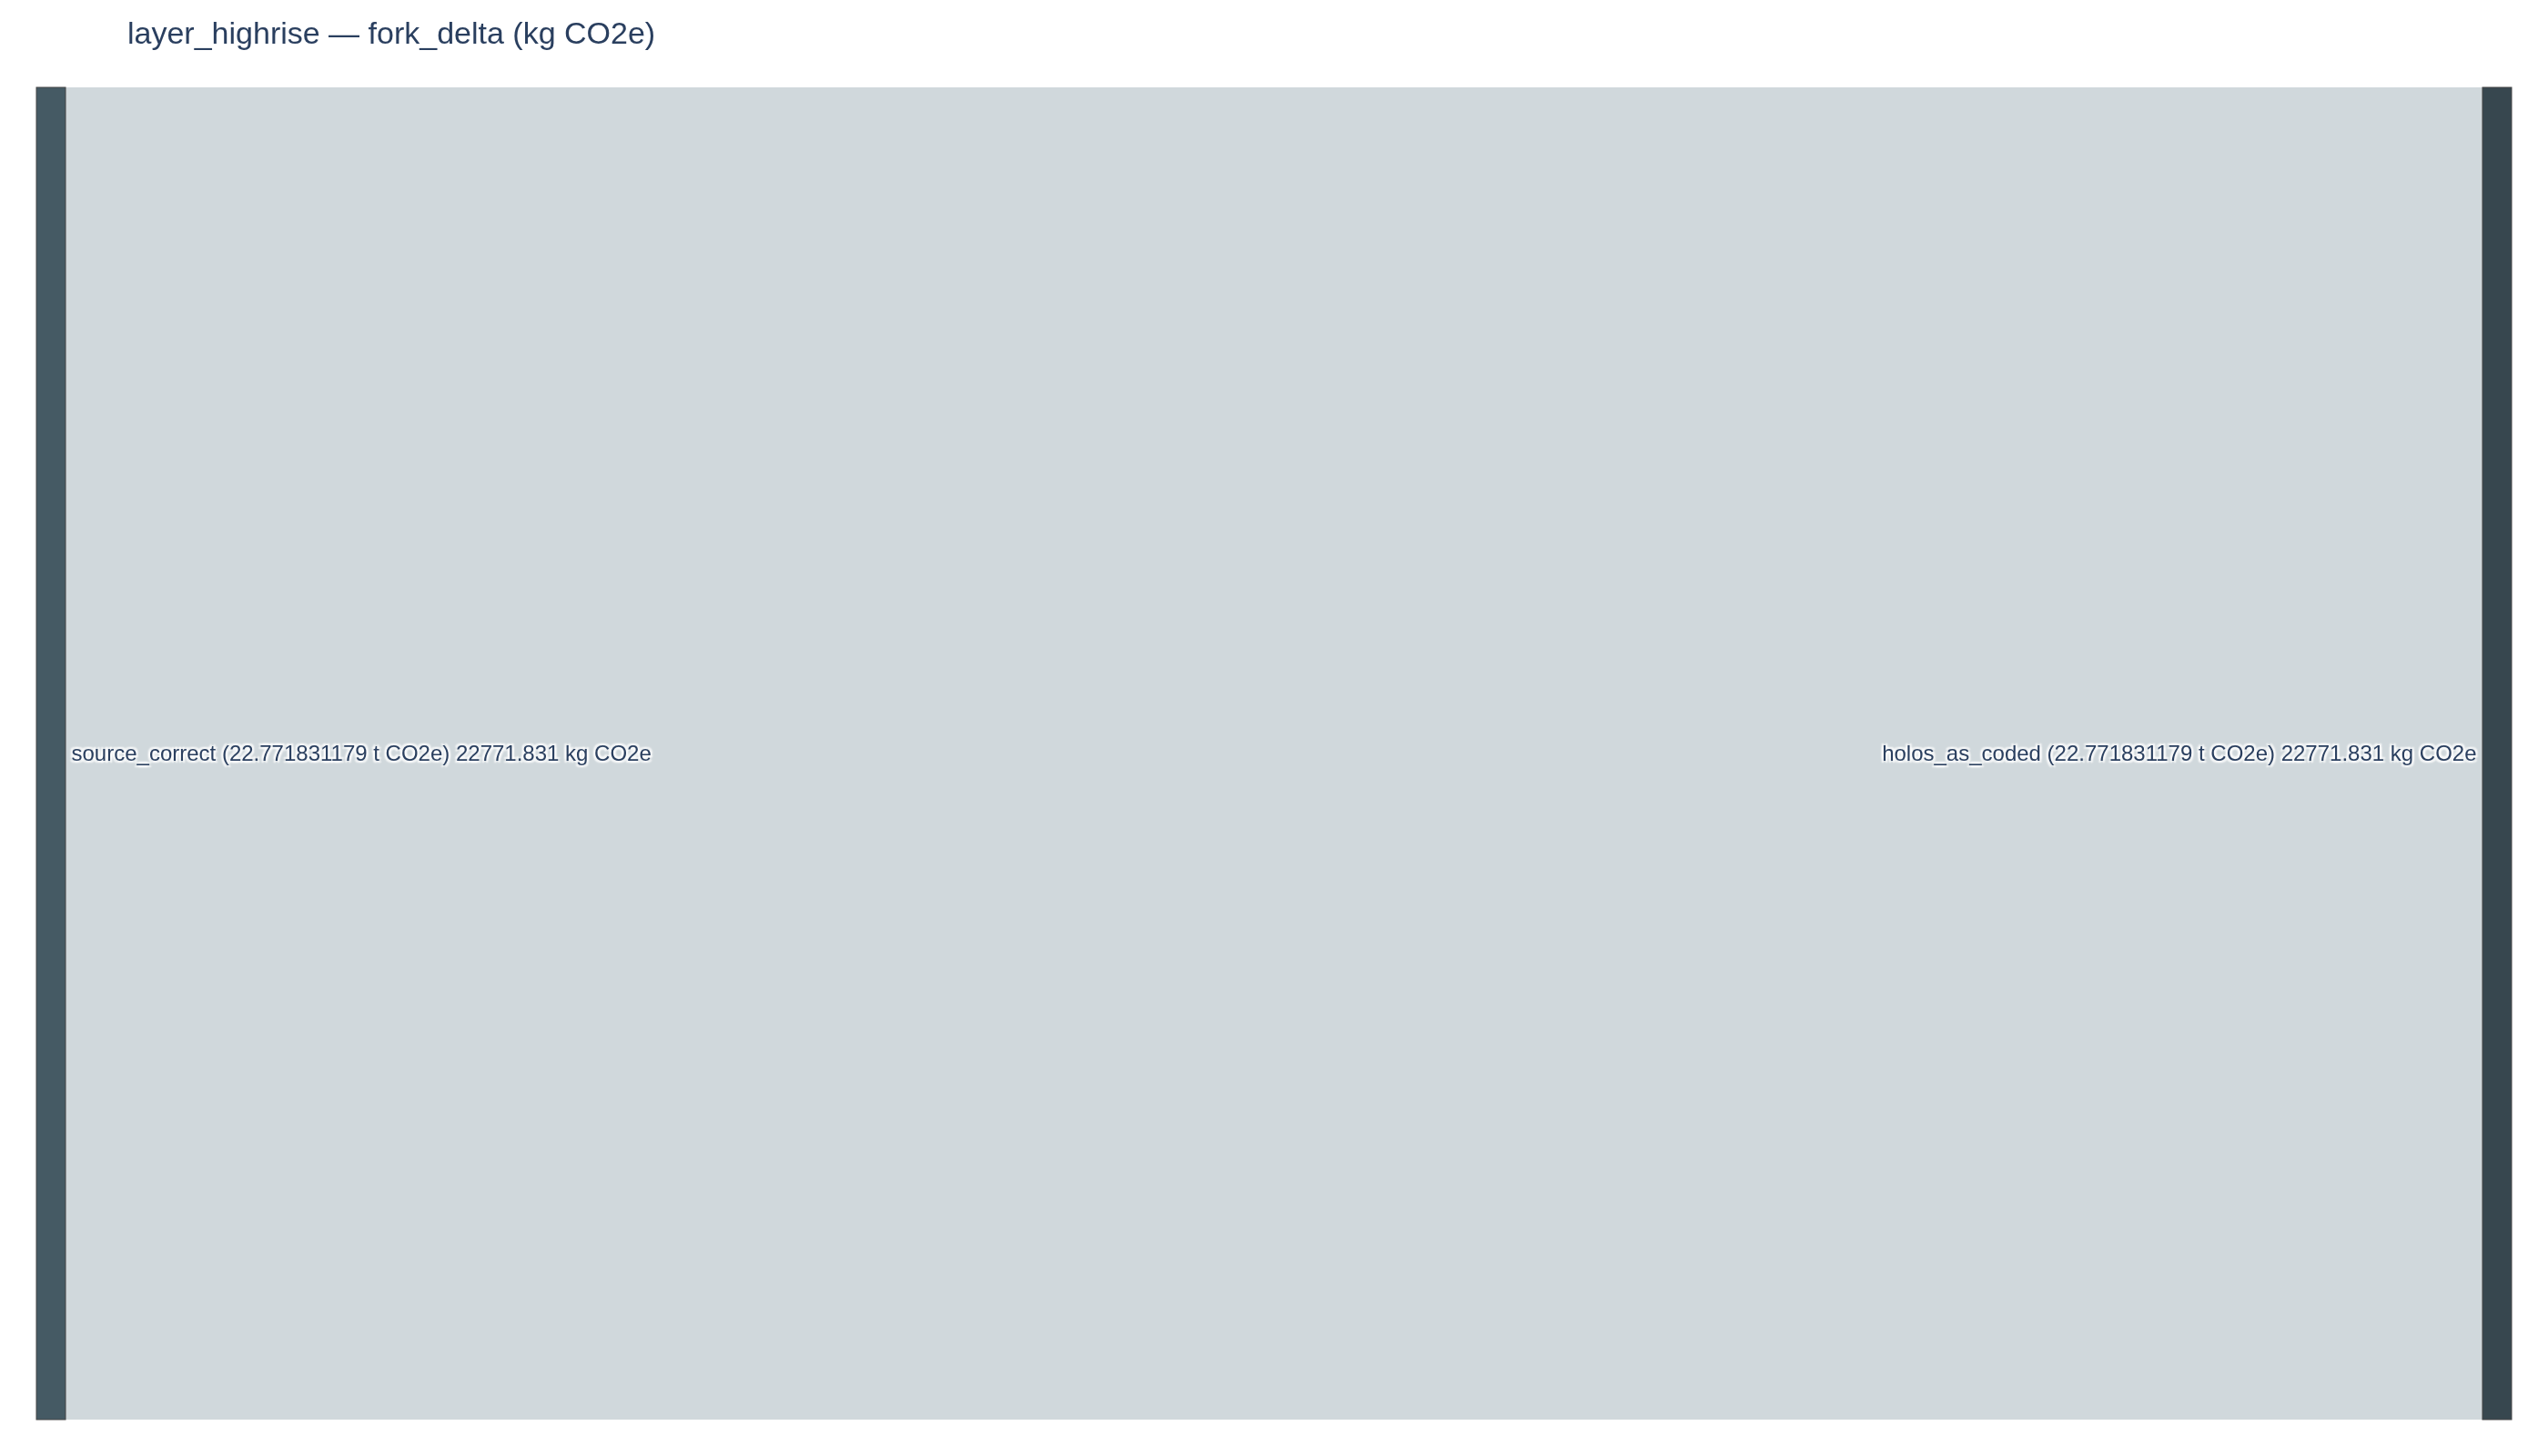 layer_highrise — fork_delta (kg CO2e)
source_correct (22.771831179 t CO2e) 22771.831 kg CO2e
holos_as_coded (22.771831179 t CO2e) 22771.831 kg CO2e